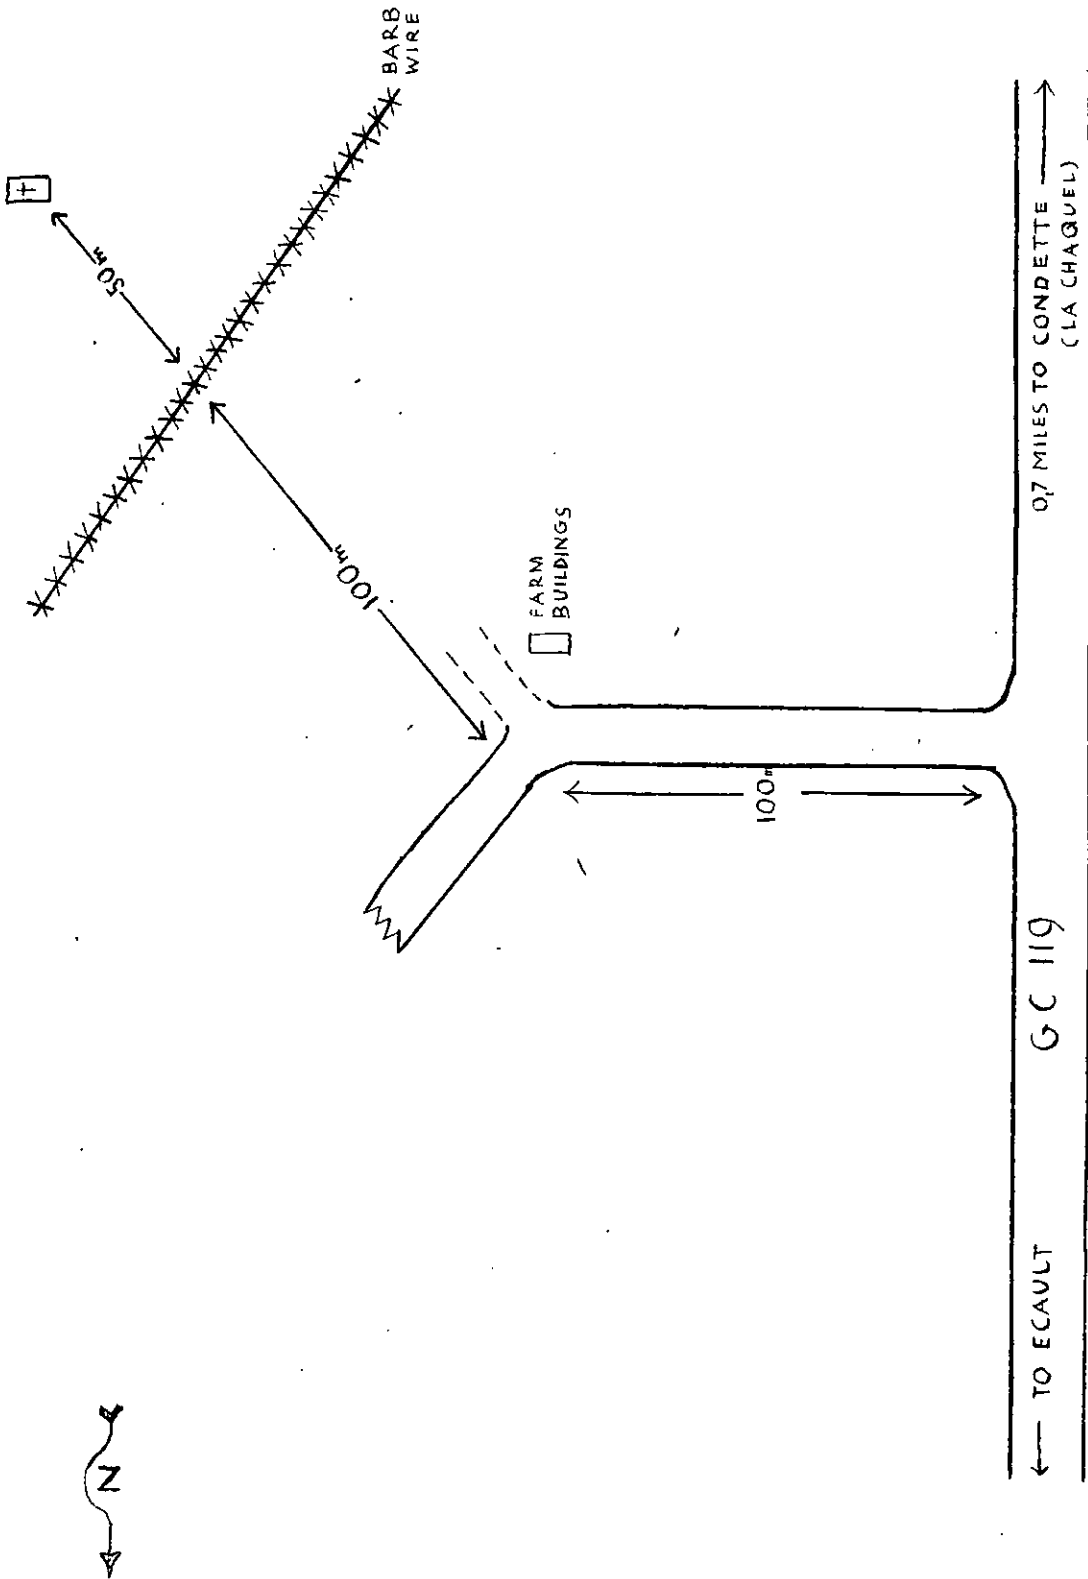 BARB
WIRE
50m
100m
FARM
BUILDINGS
100m
0,7 MILES TO CONDETTE
(LA CHAQUEL)
GC 119
TO ECAULT
N